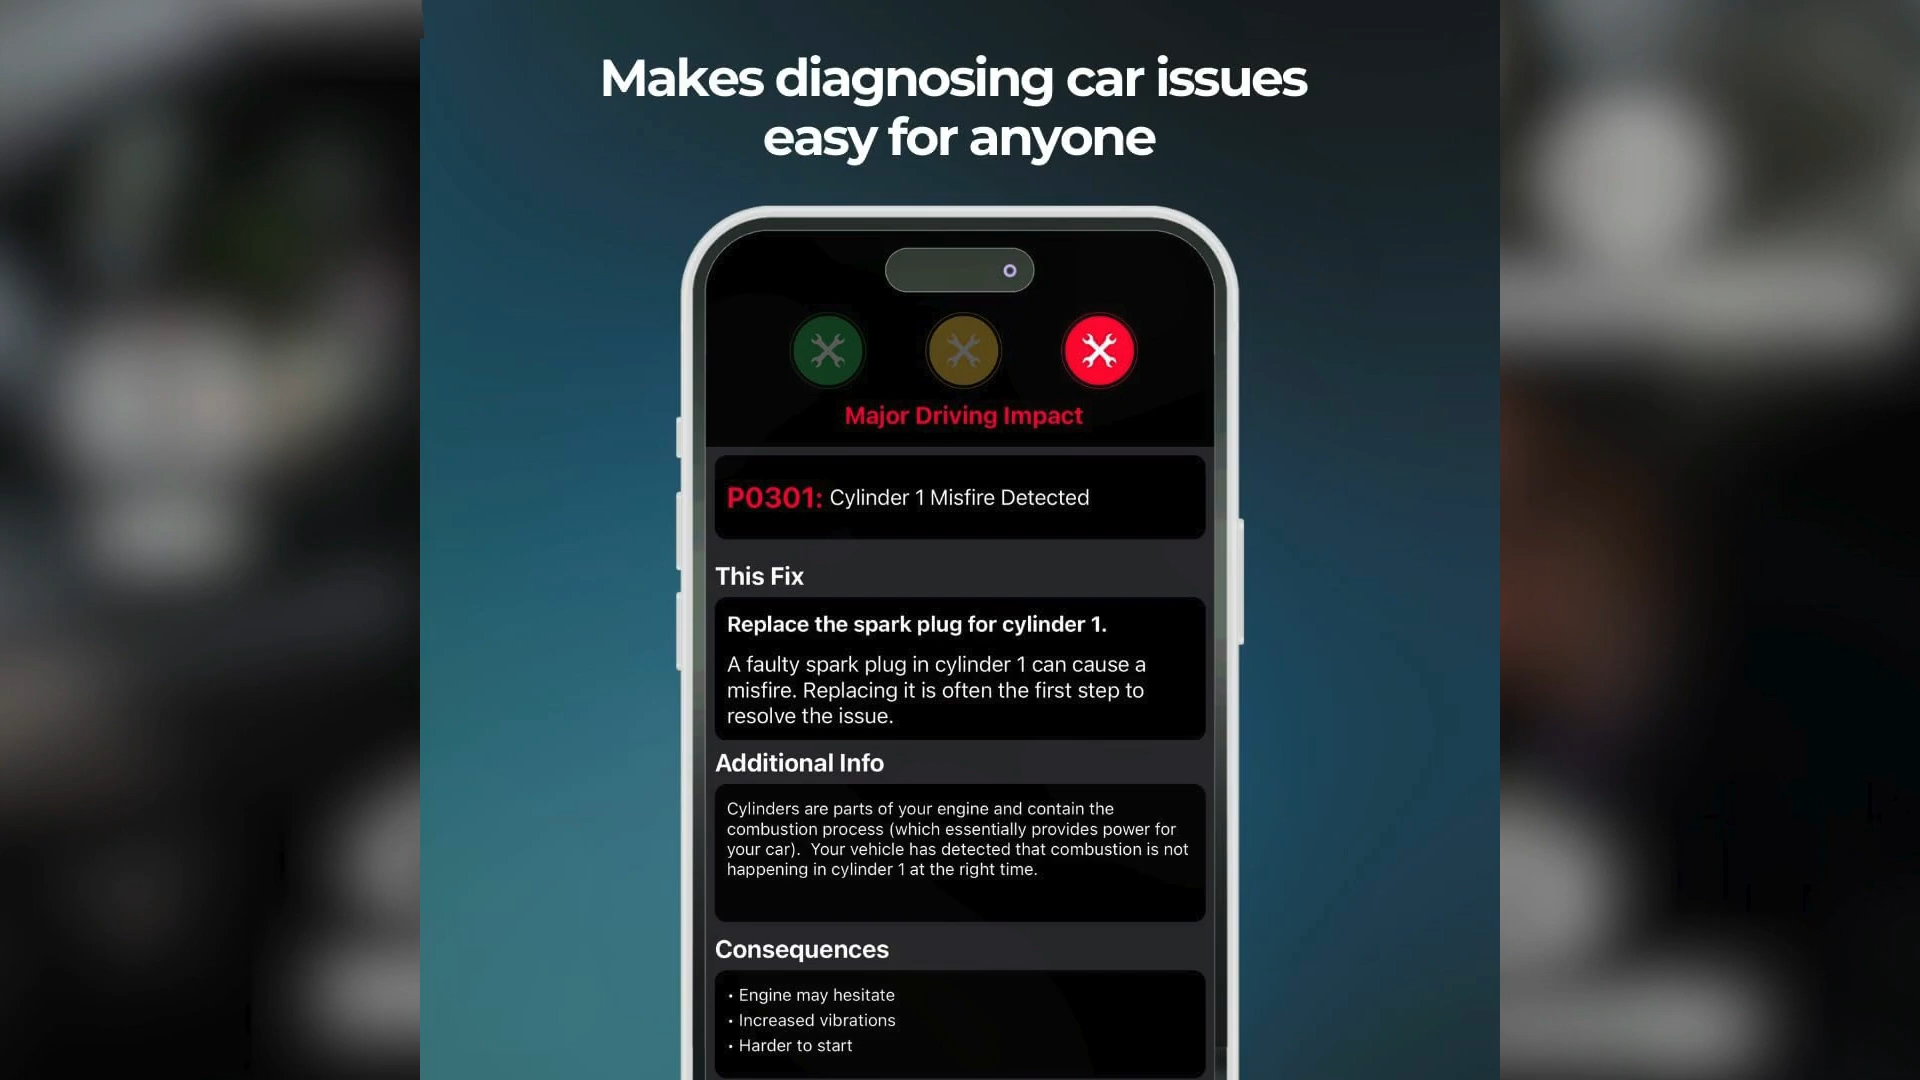 Makes diagnosing car issues
easy for anyone
Major Driving Impact
P0301: Cylinder 1 Misfire Detected
This Fix
Replace the spark plug for cylinder 1.
A faulty spark plug in cylinder 1 can cause a
misfire. Replacing it is often the first step to
resolve the issue.
Additional Info
Cylinders are parts of your engine and contain the
combustion process (which essentially provides power for
your car).  Your vehicle has detected that combustion is not
happening in cylinder 1 at the right time.
Consequences
• Engine may hesitate
• Increased vibrations
• Harder to start